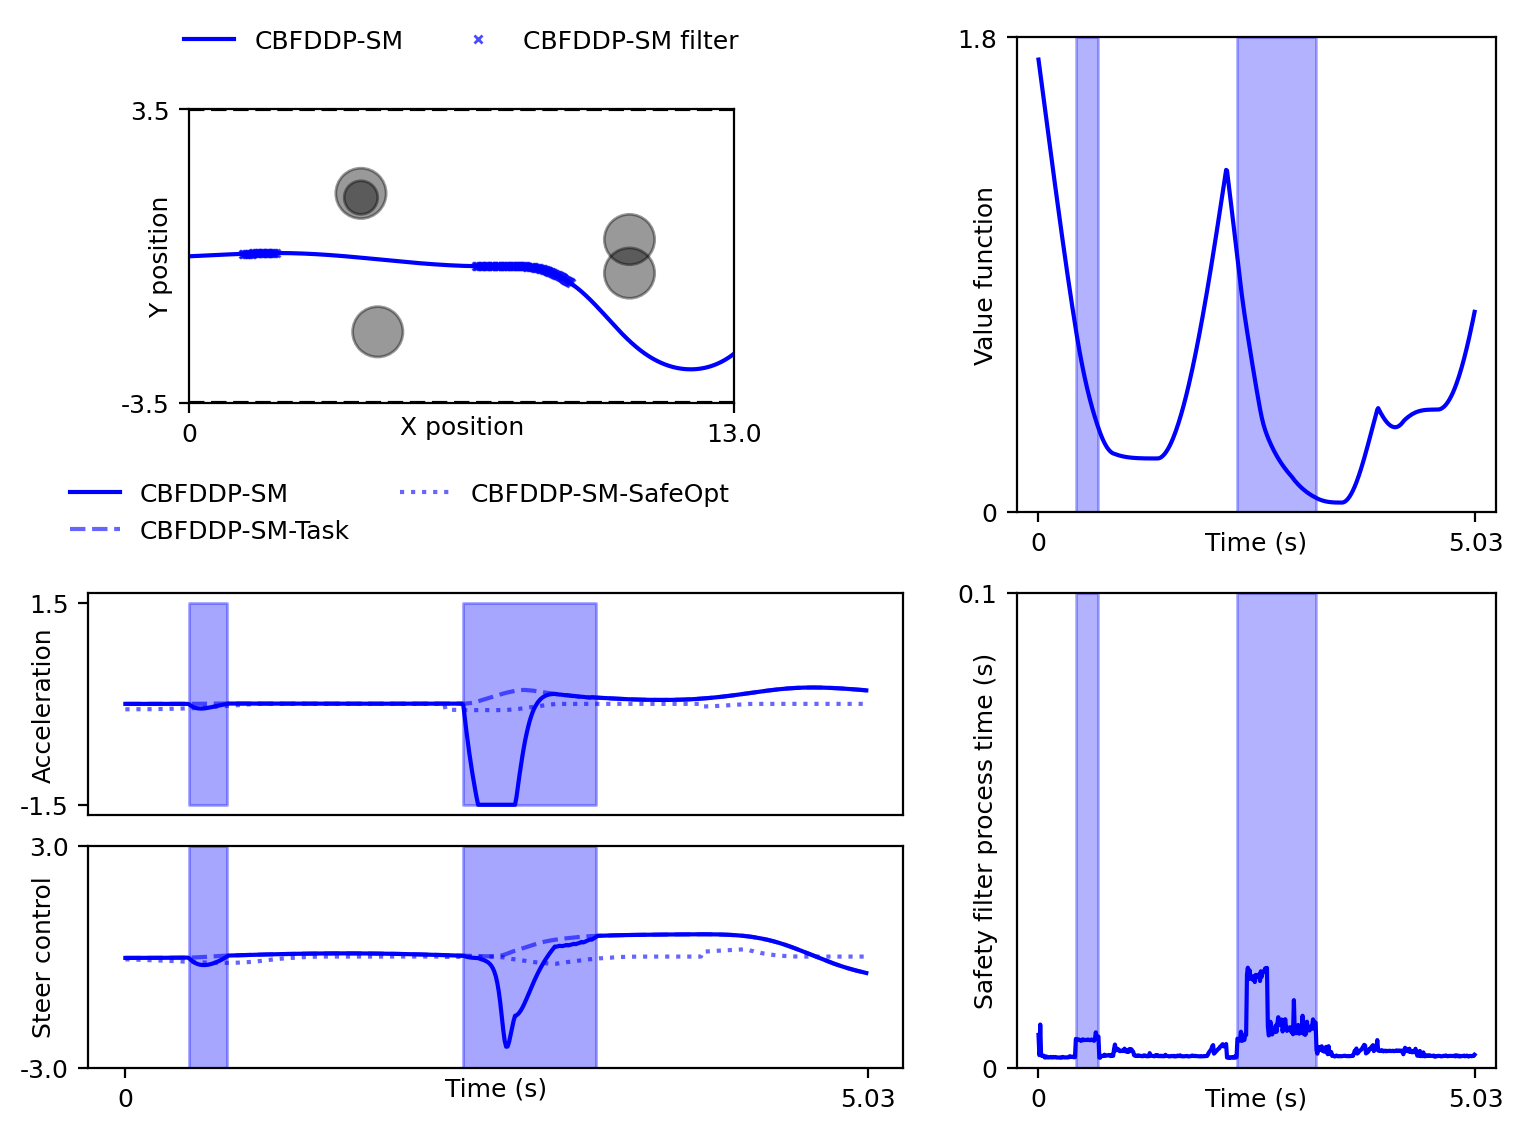 CBFDDP-SM
CBFDDP-SM filter
3.5
Y position
-3.5
0
X position
13.0
1.8
Value function
0
0
Time (s)
5.03
CBFDDP-SM
CBFDDP-SM-SafeOpt
CBFDDP-SM-Task
1.5
Acceleration
-1.5
3.0
Steer control
-3.0
0
Time (s)
5.03
0.1
Safety filter process time (s)
0
0
Time (s)
5.03